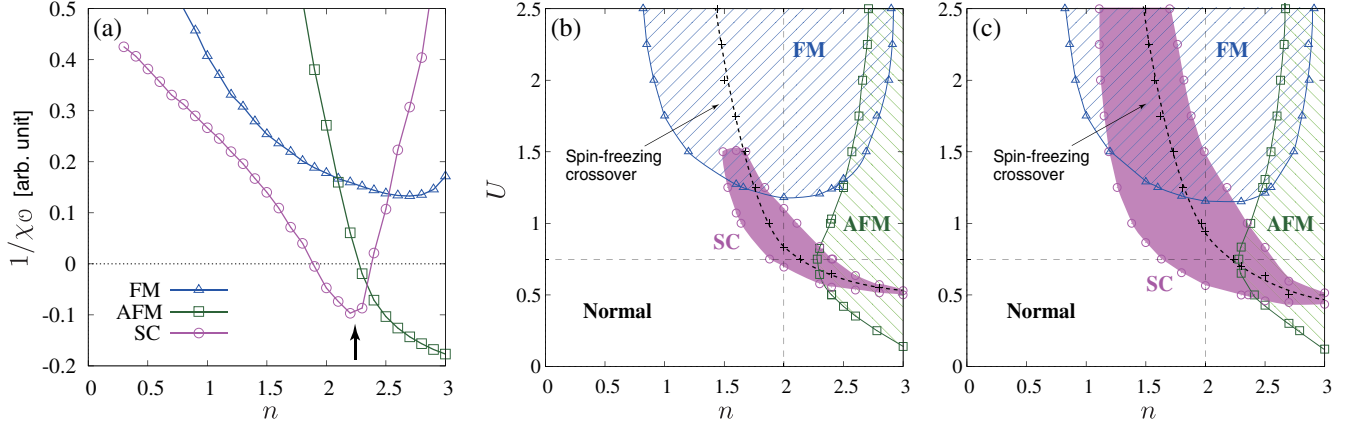 (a)
0.5
0.4
0.3
0.2
0.1
0
-0.1
-0.2
1/χO [arb. unit]
FM
AFM
SC
0 0.5 1 1.5 2 2.5 3
n
(b)
2.5
2
1.5
1
0.5
0
U
FM
Spin-freezing
crossover
SC
AFM
Normal
0 0.5 1 1.5 2 2.5 3
n
(c)
2.5
2
1.5
1
0.5
0
FM
Spin-freezing
crossover
AFM
SC
Normal
0 0.5 1 1.5 2 2.5 3
n